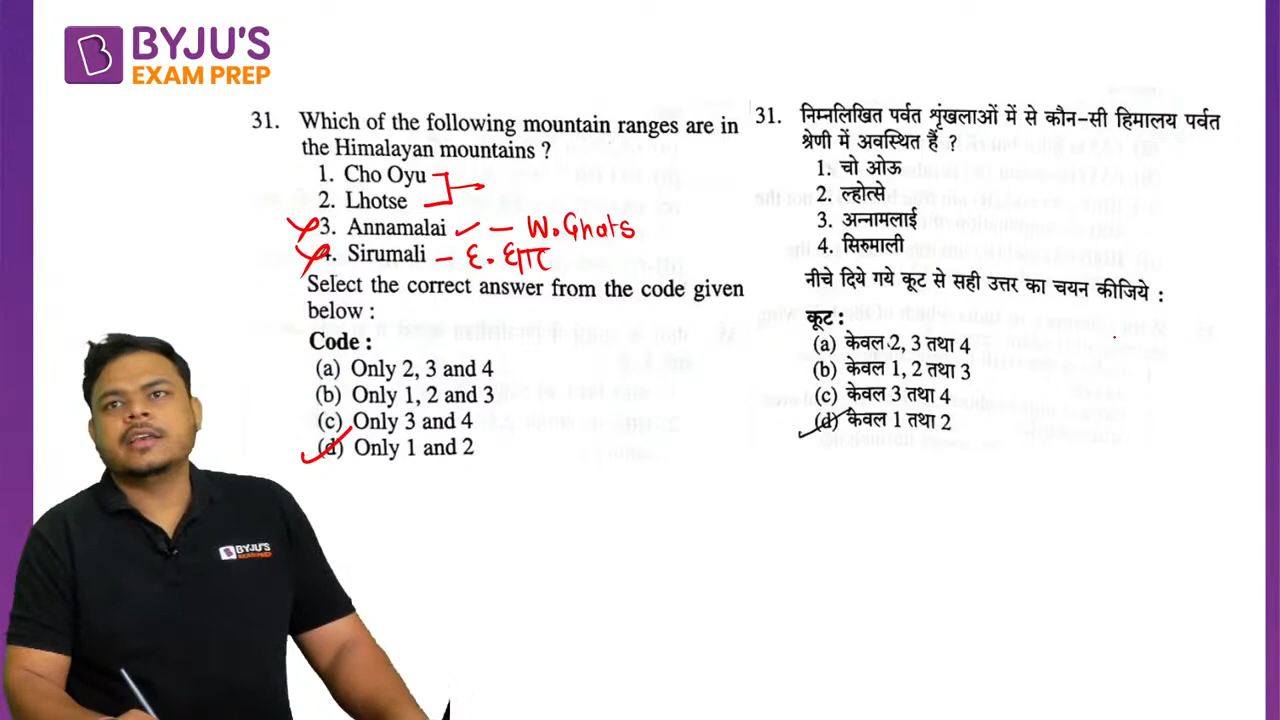 BYJU'S
EXAM PREP
31. Which of the following mountain ranges are in
the Himalayan mountains ?
1. Cho Oyu
2. Lhotse
3. Annamalai - W. Ghats
4. Sirumali - ई. घाट
Select the correct answer from the code given
below :
Code :
(a) Only 2, 3 and 4
(b) Only 1, 2 and 3
(c) Only 3 and 4
(d) Only 1 and 2
31. निम्नलिखित पर्वत शृंखलाओं में से कौन-सी हिमालय पर्वत
श्रेणी में अवस्थित हैं ?
1. चो ओऊ
2. ल्होत्से
3. अन्नामलाई
4. सिरुमाली
नीचे दिये गये कूट से सही उत्तर का चयन कीजिये :
कूट :
(a) केवल 2, 3 तथा 4
(b) केवल 1, 2 तथा 3
(c) केवल 3 तथा 4
(d) केवल 1 तथा 2
BYJU'S
EXAM PREP